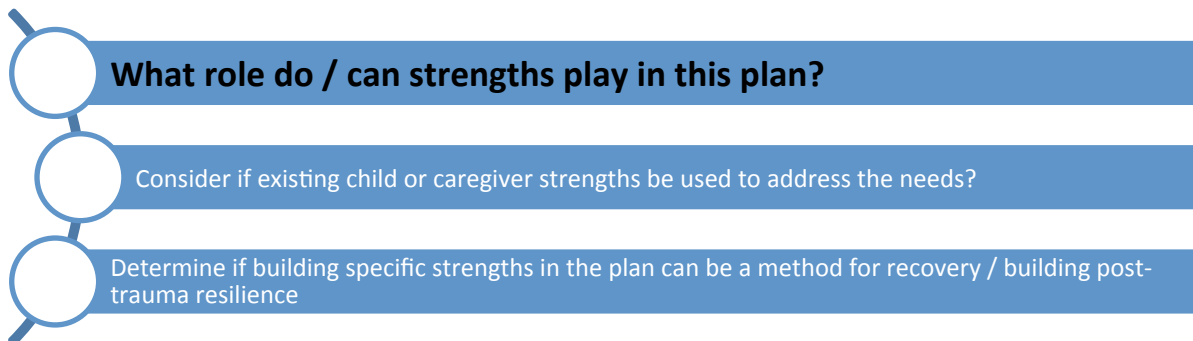 What role do / can strengths play in this plan?
Consider if existing child or caregiver strengths be used to address the needs?
Determine if building specific strengths in the plan can be a method for recovery / building post-
trauma resilience